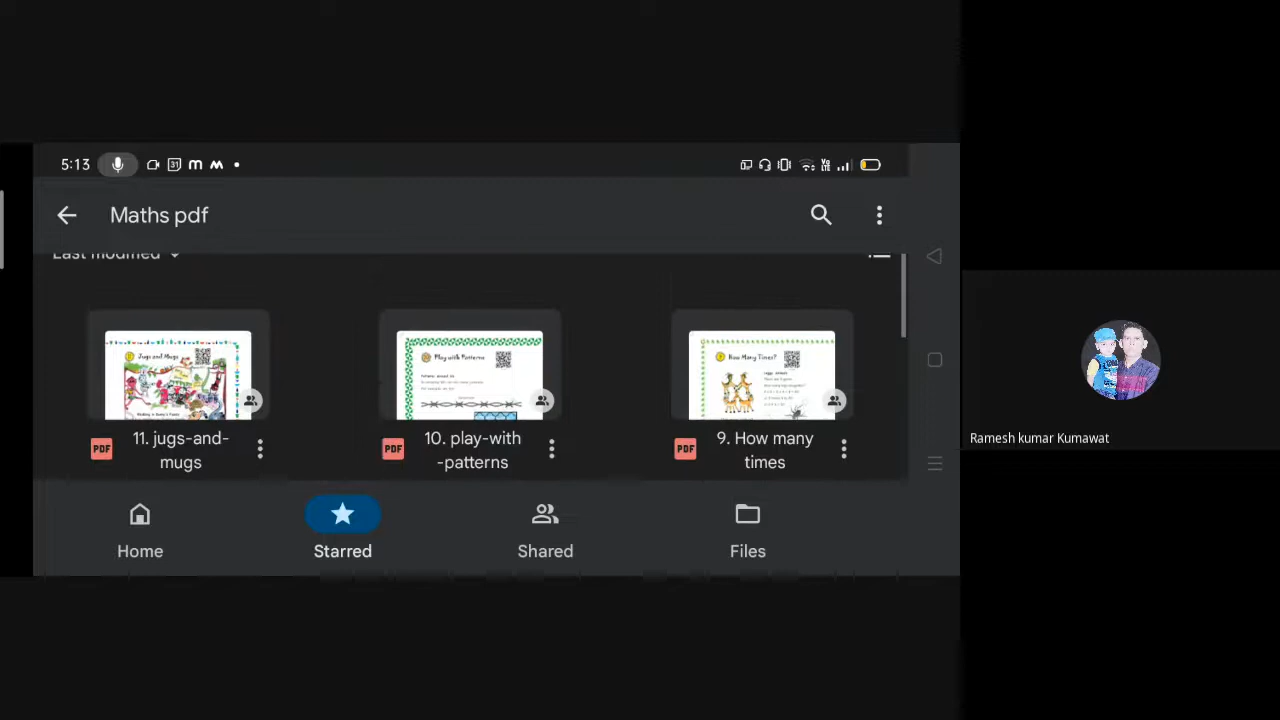 5:13
31
Maths pdf
Last modified
Jugs and Mugs
Play with Patterns
How Many Times?
PDF
11. jugs-and-
mugs
PDF
10. play-with
-patterns
PDF
9. How many
times
Home
Starred
Shared
Files
Ramesh kumar Kumawat